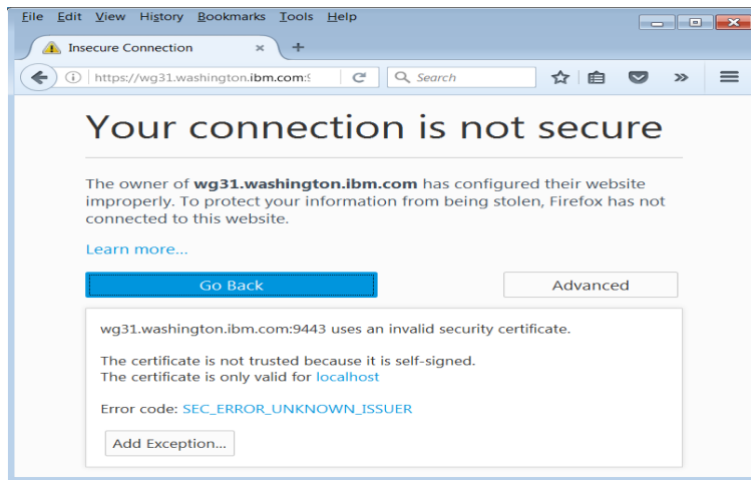 File Edit View History Bookmarks Tools Help
Insecure Connection × +
https://wg31.washington.ibm.com:9 Search
Your connection is not secure
The owner of wg31.washington.ibm.com has configured their website
improperly. To protect your information from being stolen, Firefox has not
connected to this website.
Learn more...
Go Back Advanced
wg31.washington.ibm.com:9443 uses an invalid security certificate.
The certificate is not trusted because it is self-signed.
The certificate is only valid for localhost
Error code: SEC_ERROR_UNKNOWN_ISSUER
Add Exception...